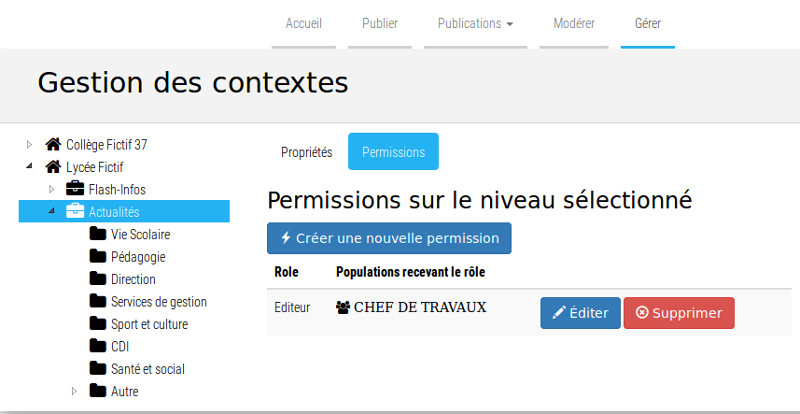 Accueil Publier Publications Modérer Gérer
Gestion des contextes
Collège Fictif 37
Lycée Fictif
Flash-Infos
Actualités
Vie Scolaire
Pédagogie
Direction
Services de gestion
Sport et culture
CDI
Santé et social
Autre
Propriétés Permissions
Permissions sur le niveau sélectionné
Créer une nouvelle permission
Role Populations recevant le rôle
Editeur CHEF DE TRAVAUX Éditer Supprimer